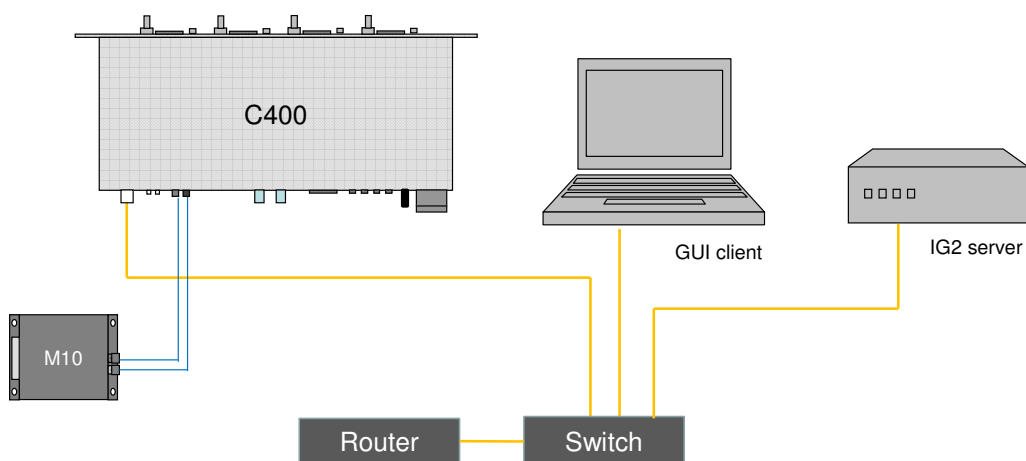 C400
GUI client
IG2 server
M10
Router
Switch